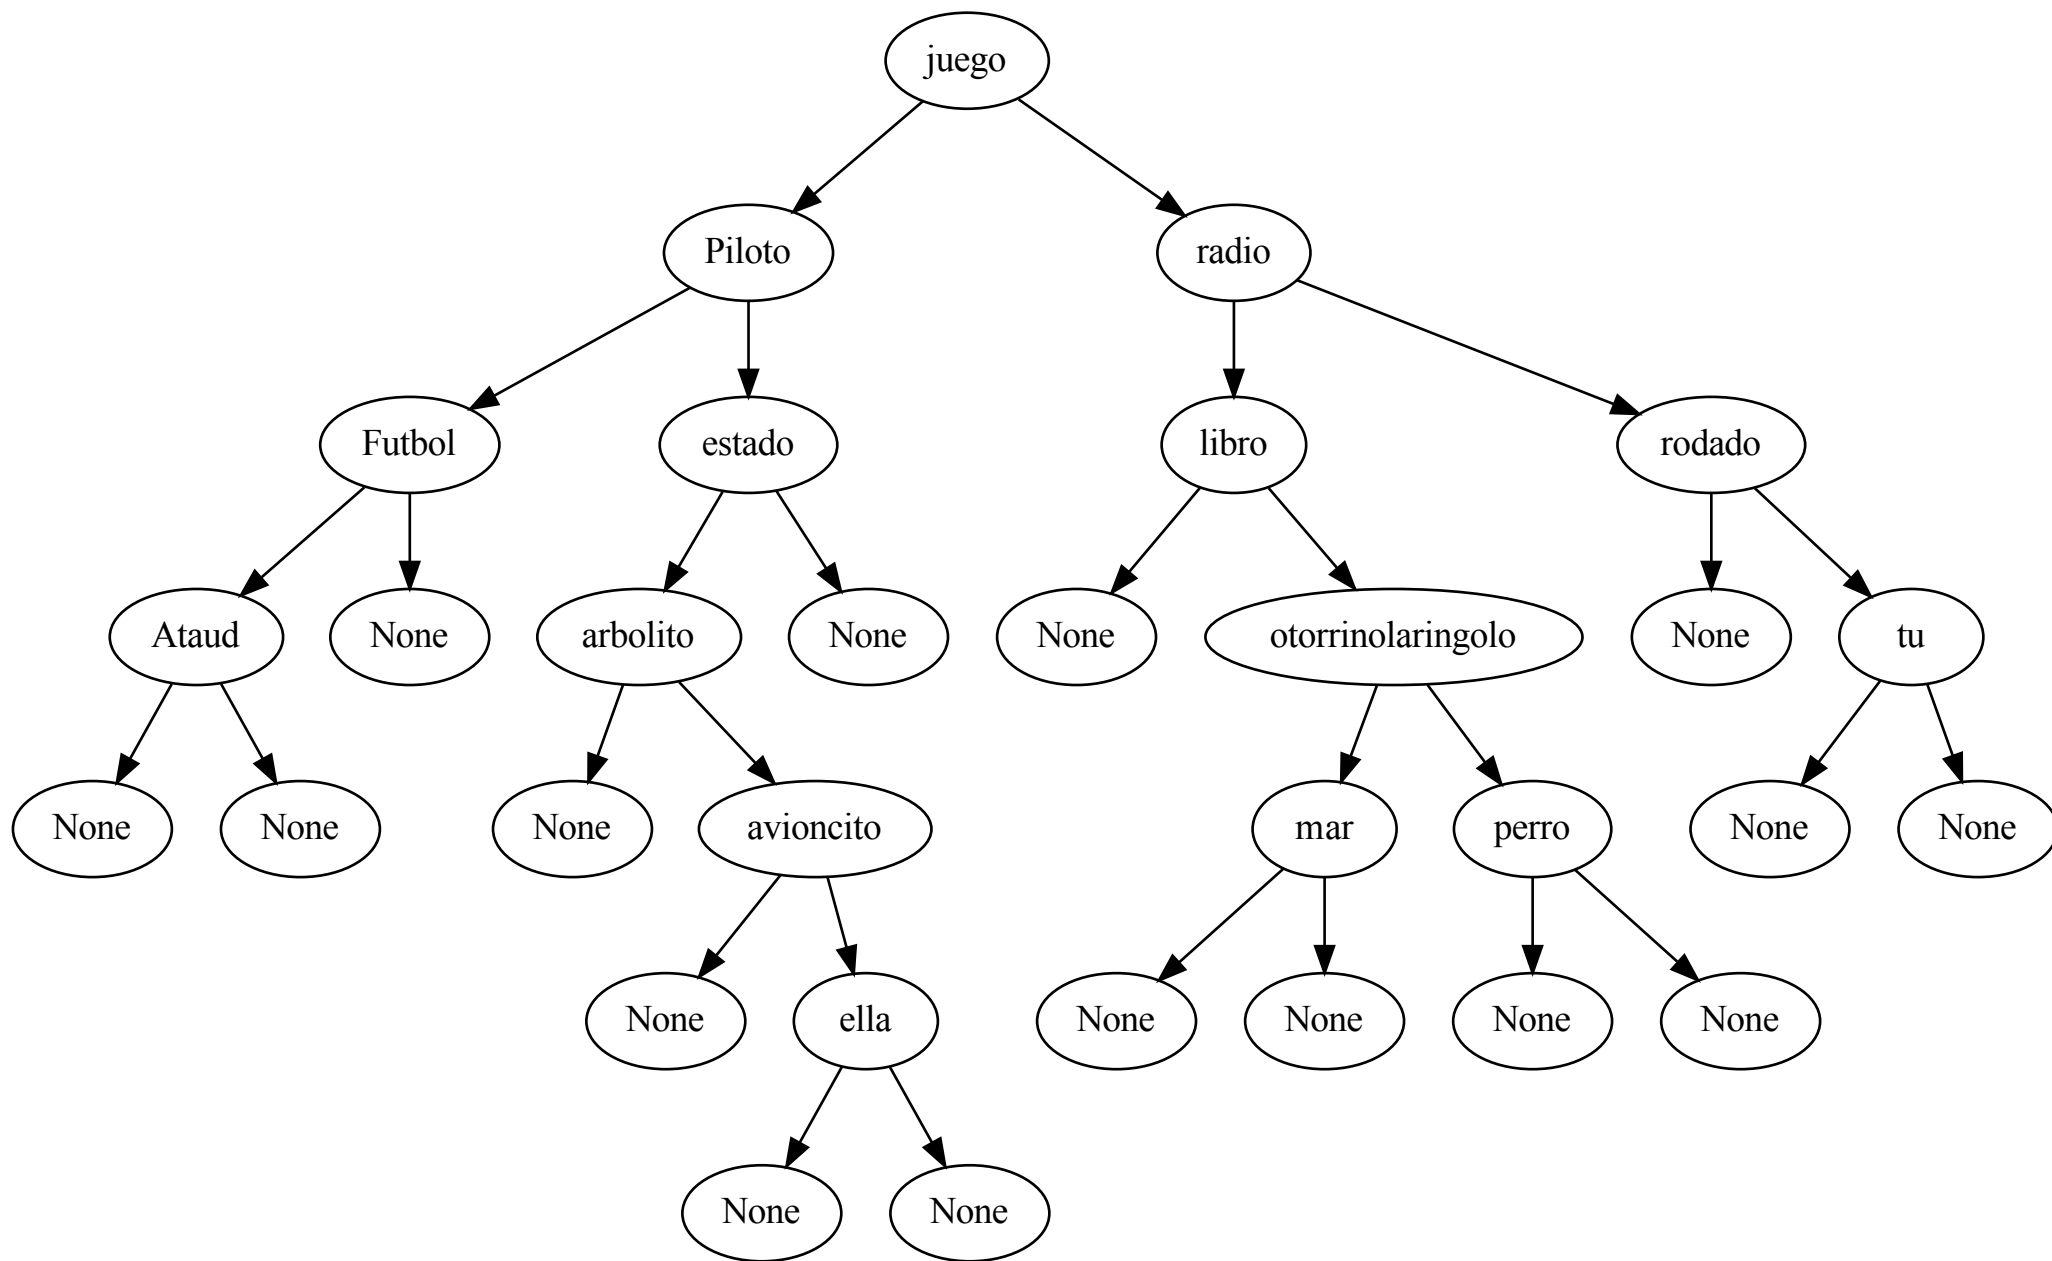 juego
Piloto
radio
Futbol
estado
libro
rodado
Ataud
None
arbolito
None
None
otorrinolaringolo
None
tu
None
None
None
avioncito
mar
perro
None
None
None
ella
None
None
None
None
None
None